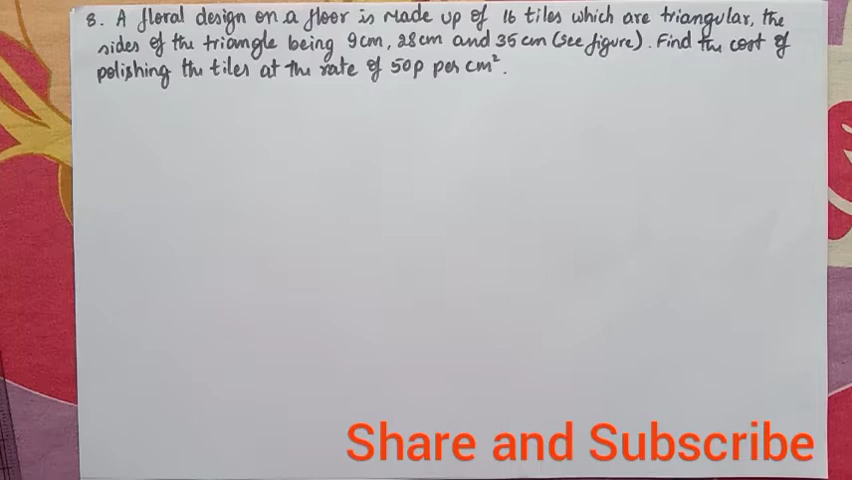 8. A floral design on a floor is made up of 16 tiles which are triangular, the
sides of the triangle being 9cm, 28cm and 35cm (see figure). Find the cost of
polishing the tiles at the rate of 50p per cm².
Share and Subscribe